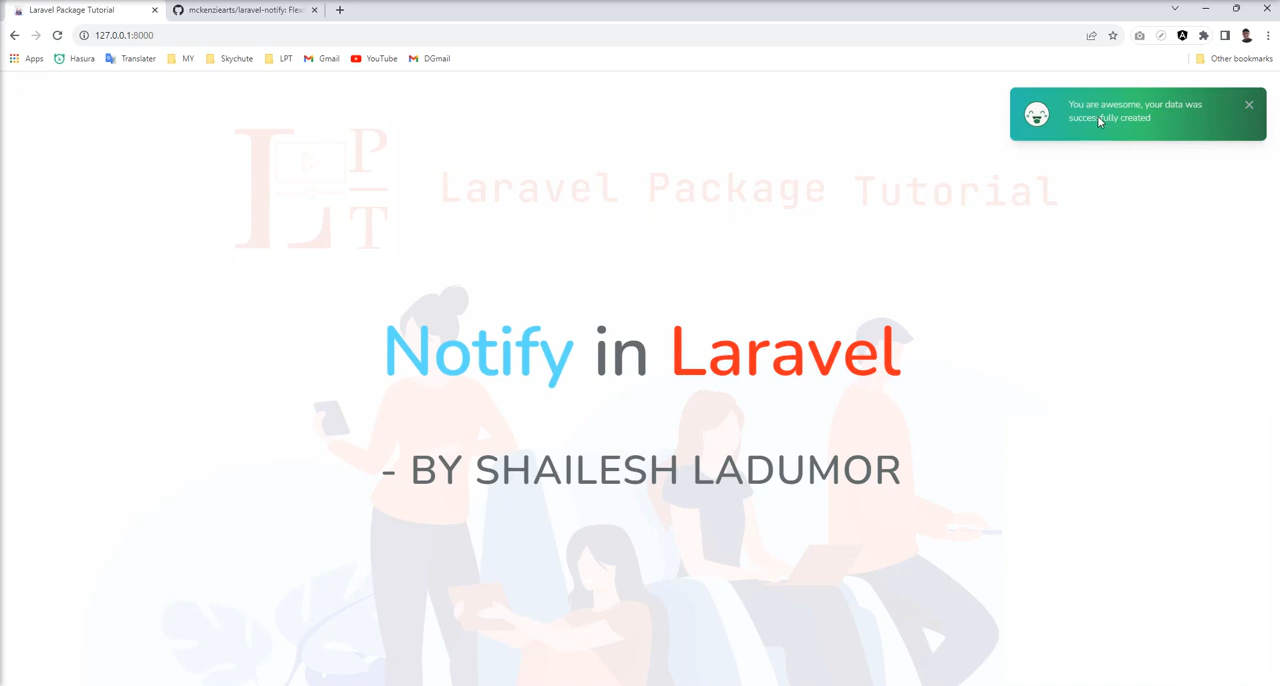 Laravel Package Tutorial
mckenziearts/laravel-notify: Flexi
127.0.0.1:8000
Apps
Hasura
Translater
MY
Skychute
LPT
Gmail
YouTube
DGmail
Other bookmarks
You are awesome, your data was
successfully created
L P T
Laravel Package Tutorial
Notify in Laravel
- BY SHAILESH LADUMOR